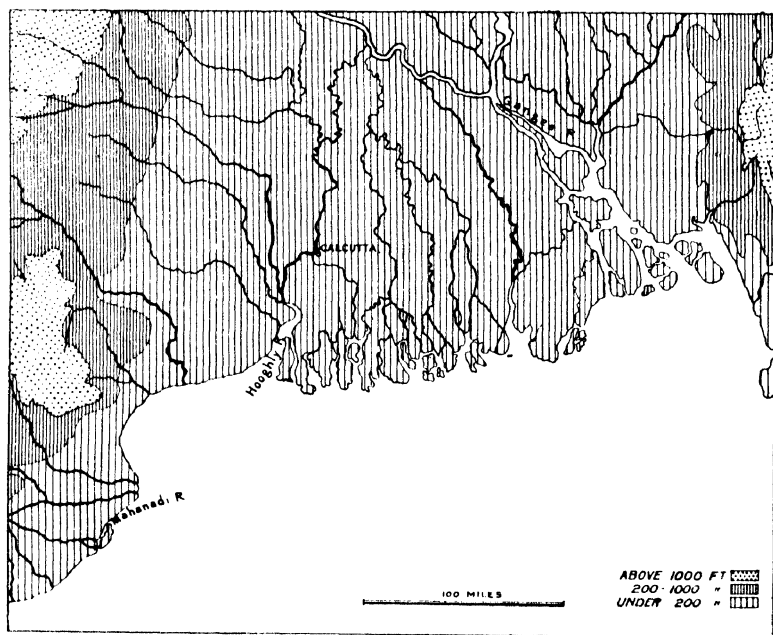 Ganges R
CALCUTTA
Hooghly
Mahanadi R
100 MILES
ABOVE 1000 FT
200-1000 "
UNDER 200 "